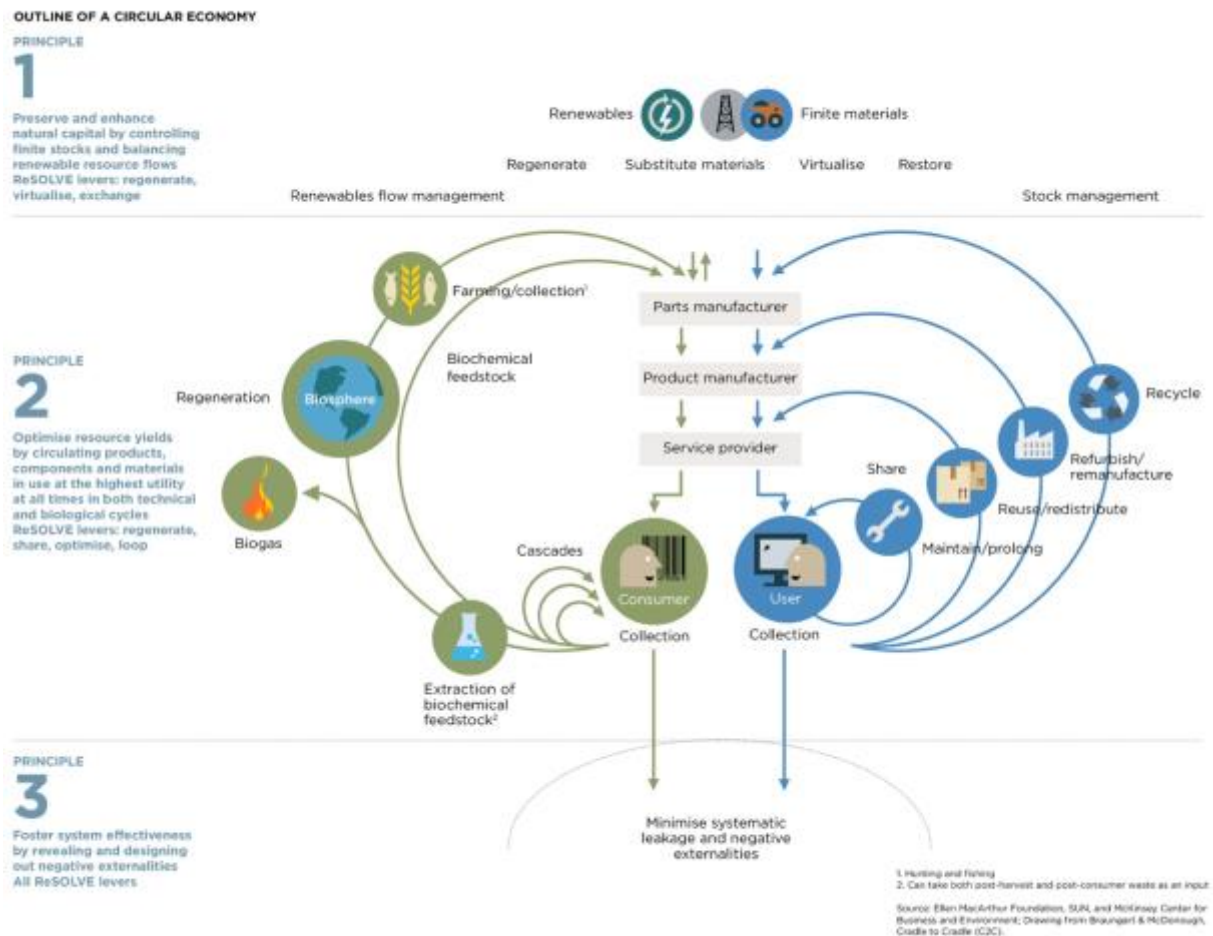 OUTLINE OF A CIRCULAR ECONOMY
PRINCIPLE
1
Preserve and enhance
natural capital by controlling
finite stocks and balancing
renewable resource flows
ReSOLVE levers: regenerate,
virtualise, exchange
Renewables
Finite materials
Regenerate
Substitute materials
Virtualise
Restore
Renewables flow management
Stock management
PRINCIPLE
2
Optimise resource yields
by circulating products,
components and materials
in use at the highest utility
at all times in both technical
and biological cycles
ReSOLVE levers: regenerate,
share, optimise, loop
Farming/collection¹
Parts manufacturer
Biochemical
feedstock
Product manufacturer
Regeneration
Biosphere
Recycle
Service provider
Share
Refurbish/
remanufacture
Reuse/redistribute
Biogas
Cascades
Maintain/prolong
Consumer
User
Collection
Collection
Extraction of
biochemical
feedstock²
PRINCIPLE
3
Foster system effectiveness
by revealing and designing
out negative externalities
All ReSOLVE levers
Minimise systematic
leakage and negative
externalities
1. Hunting and fishing
2. Can take both post-harvest and post-consumer waste as an input
Source: Ellen MacArthur Foundation, SUN, and McKinsey Center for
Business and Environment; Drawing from Braungart & McDonough,
Cradle to Cradle (C2C).